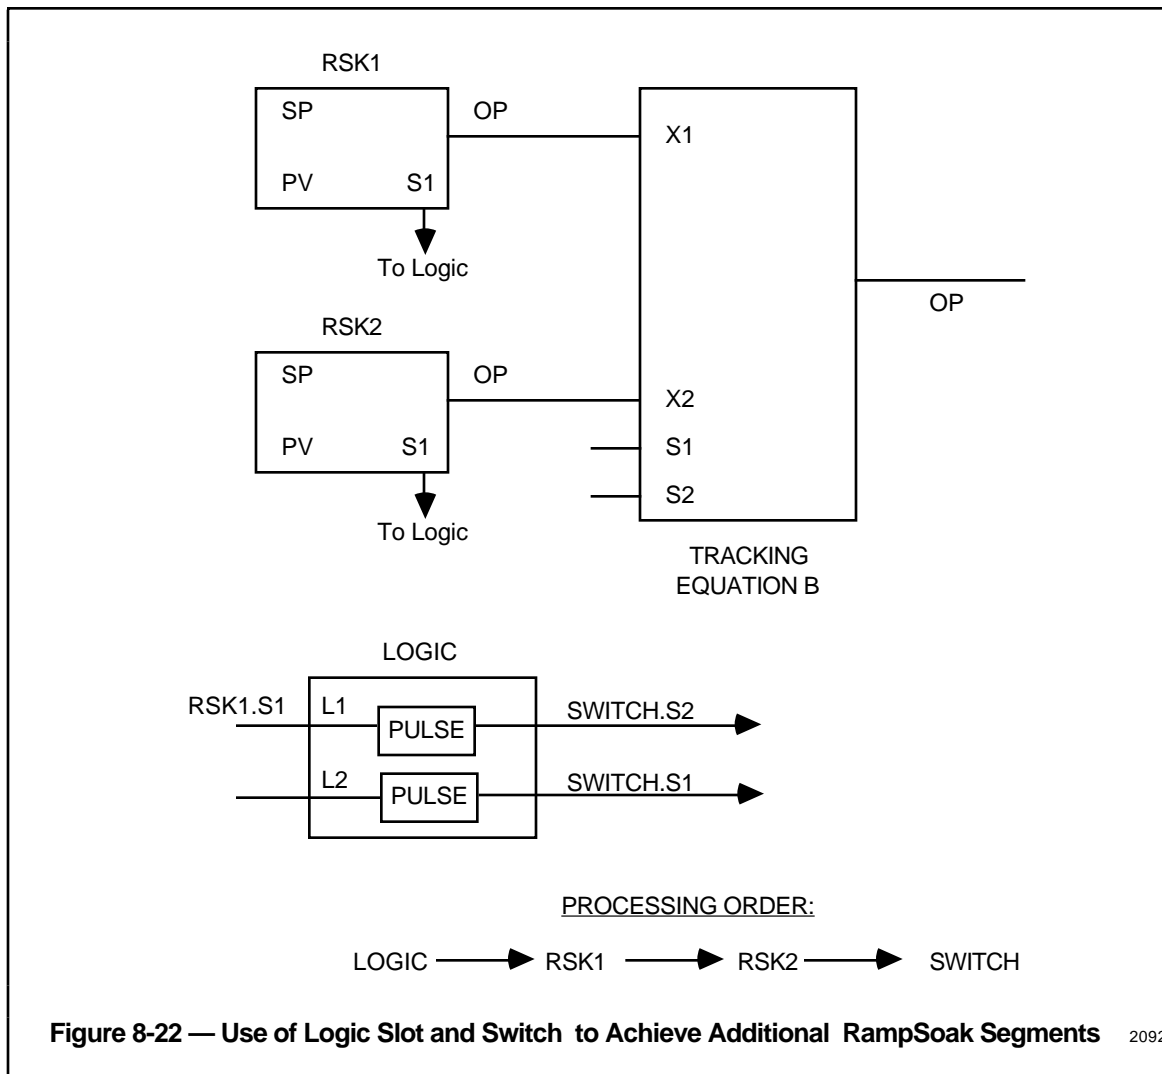 RSK1
SP
OP
X1
PV
S1
To Logic
OP
RSK2
SP
OP
X2
PV
S1
S1
S2
To Logic
TRACKING
EQUATION B
LOGIC
RSK1.S1
L1
PULSE
SWITCH.S2
L2
PULSE
SWITCH.S1
PROCESSING ORDER:
LOGIC RSK1 RSK2 SWITCH
Figure 8-22 — Use of Logic Slot and Switch to Achieve Additional RampSoak Segments 2092